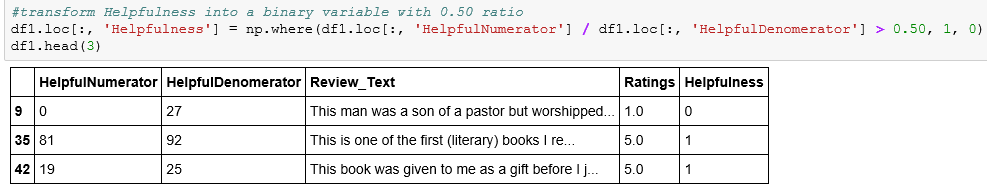 #transform Helpfulness into a binary variable with 0.50 ratio
df1.loc[:, 'Helpfulness'] = np.where(df1.loc[:, 'HelpfulNumerator'] / df1.loc[:, 'HelpfulDenomerator'] > 0.50, 1, 0)
df1.head(3)
HelpfulNumerator HelpfulDenomerator Review_Text Ratings Helpfulness
9 0 27 This man was a son of a pastor but worshipped... 1.0 0
35 81 92 This is one of the first (literary) books I re... 5.0 1
42 19 25 This book was given to me as a gift before I j... 5.0 1